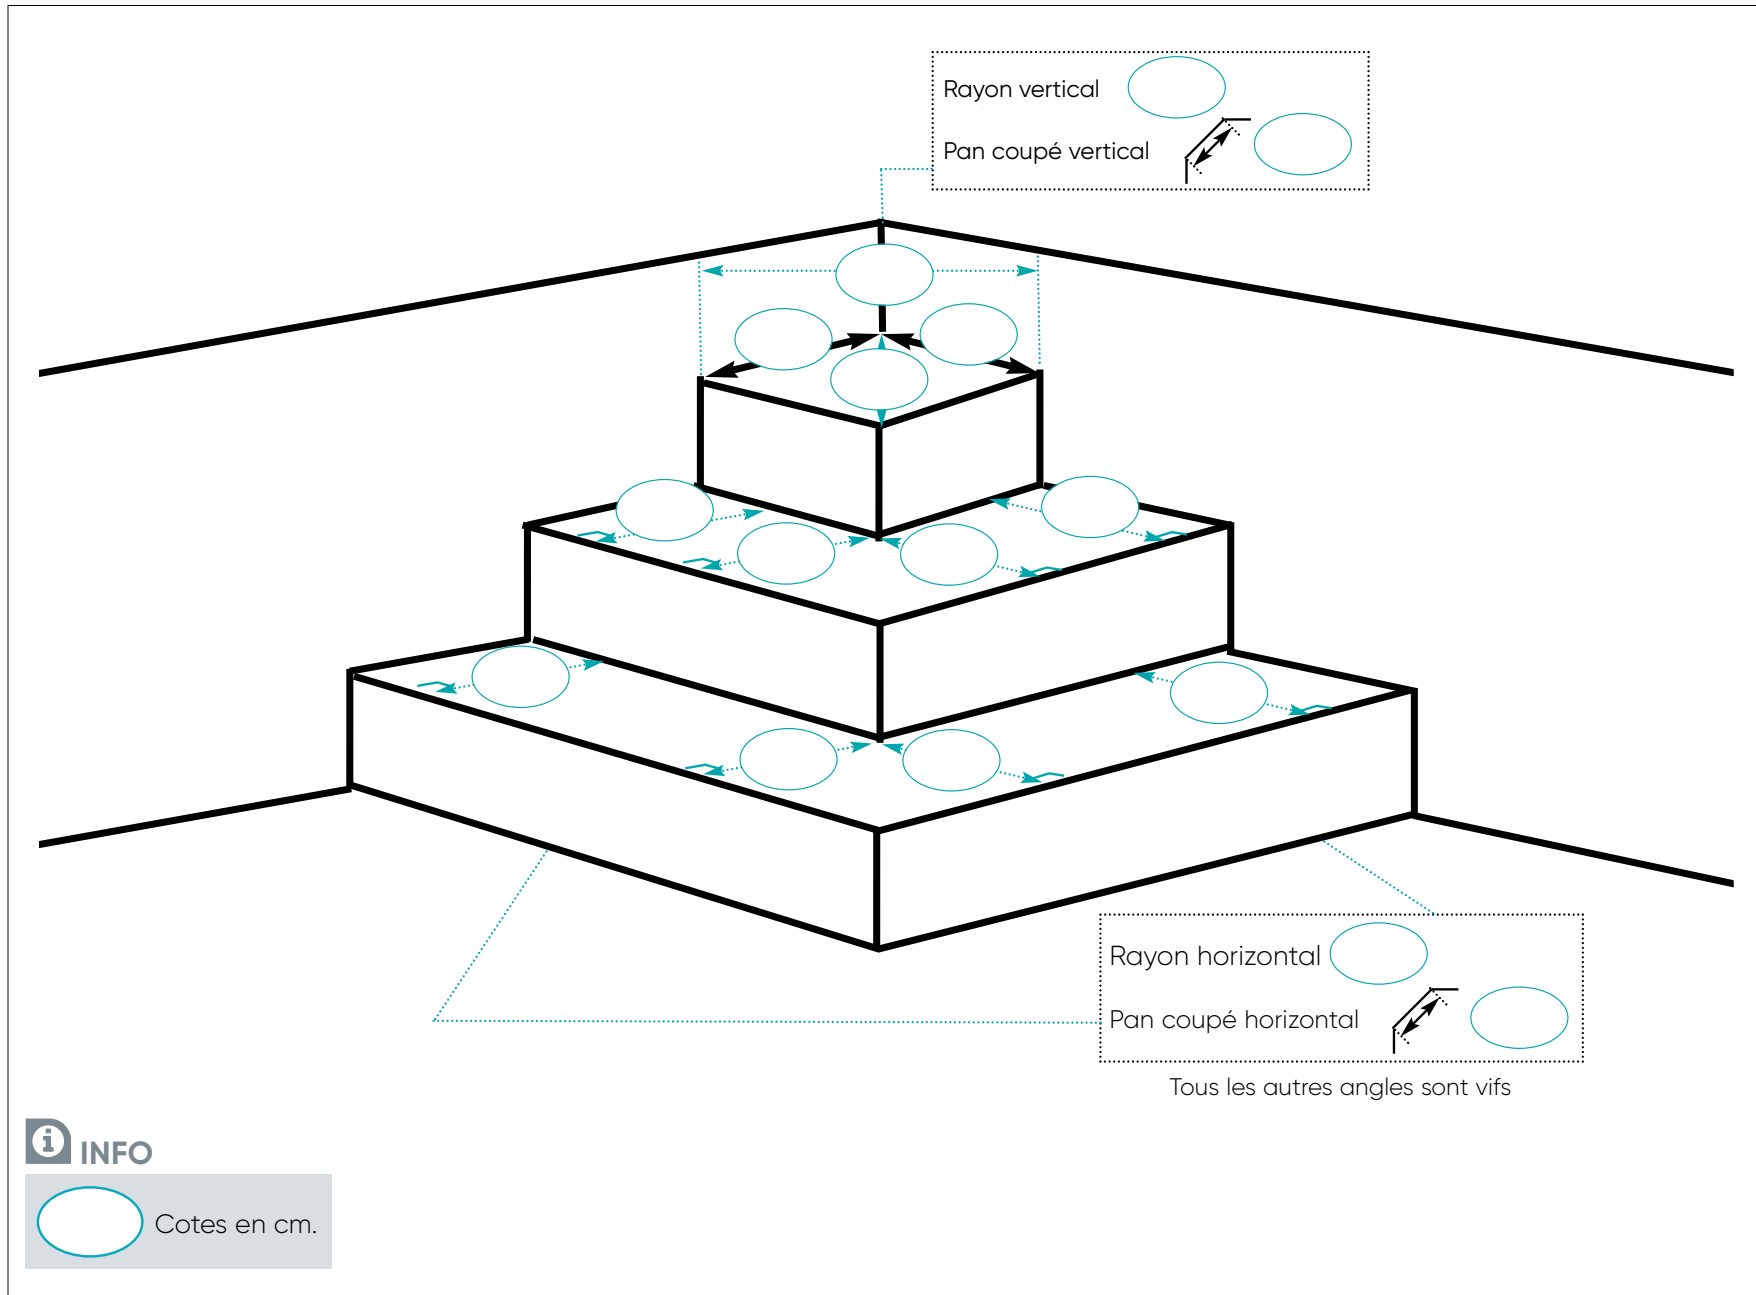 Rayon vertical
Pan coupé vertical
Rayon horizontal
Pan coupé horizontal
Tous les autres angles sont vifs
INFO
Cotes en cm.